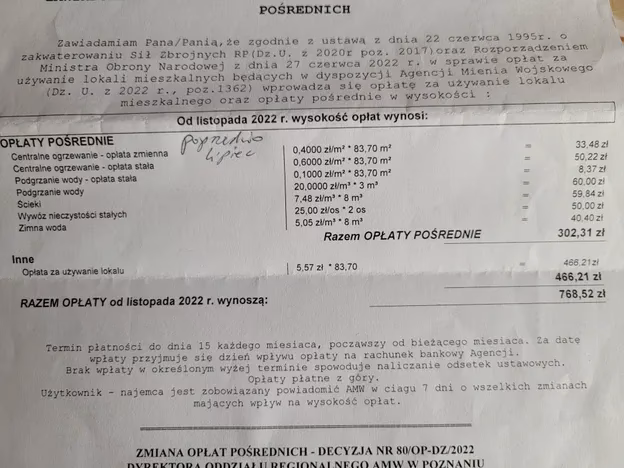 POŚREDNICH
Zawiadamiam Pana/Panią,że zgodnie z ustawą z dnia 22 czerwca 1995r. o
zakwaterowaniu Sił Zbrojnych RP(Dz.U. z 2020r poz. 2017)oraz Rozporządzeniem
Ministra Obrony Narodowej z dnia 27 czerwca 2022 r. w sprawie opłat za
używanie lokali mieszkalnych będących w dyspozycji Agencji Mienia Wojskowego
(Dz. U. z 2022 r., poz.1362) wprowadza się opłatę za używanie lokalu
mieszkalnego oraz opłaty pośrednie w wysokości :
Od listopada 2022 r. wysokość opłat wynosi:
OPŁATY POŚREDNIE poprzednio lipiec
Centralne ogrzewanie - opłata zmienna 0,4000 zł/m² * 83,70 m² = 33,48 zł
Centralne ogrzewanie - opłata stała 0,6000 zł/m² * 83,70 m² = 50,22 zł
Podgrzanie wody - opłata stała 0,1000 zł/m² * 83,70 m² = 8,37 zł
Podgrzanie wody 20,0000 zł/m³ * 3 m³ = 60,00 zł
Ścieki 7,48 zł/m³ * 8 m³ = 59,84 zł
Wywóz nieczystości stałych 25,00 zł/os * 2 os = 50,00 zł
Zimna woda 5,05 zł/m³ * 8 m³ = 40,40 zł
Razem OPŁATY POŚREDNIE 302,31 zł
Inne
Opłata za używanie lokalu 5,57 zł * 83,70 = 466,21 zł
466,21 zł
RAZEM OPŁATY od listopada 2022 r. wynoszą: 768,52 zł
Termin płatności do dnia 15 każdego miesiaca, począwszy od bieżącego miesiaca. Za datę
wpłaty przyjmuje się dzień wpływu opłaty na rachunek bankowy Agencji.
Brak wpłaty w określonym wyżej terminie spowoduje naliczanie odsetek ustawowych.
Opłaty płatne z góry.
Użytkownik - najemca jest zobowiązany powiadomić AMW w ciągu 7 dni o wszelkich zmianach
mających wpływ na wysokość opłat.
ZMIANA OPŁAT POŚREDNICH - DECYZJA NR 80/OP-DZ/2022
DYREKTORA ODDZIAŁU REGIONALNEGO AMW W POZNANIU